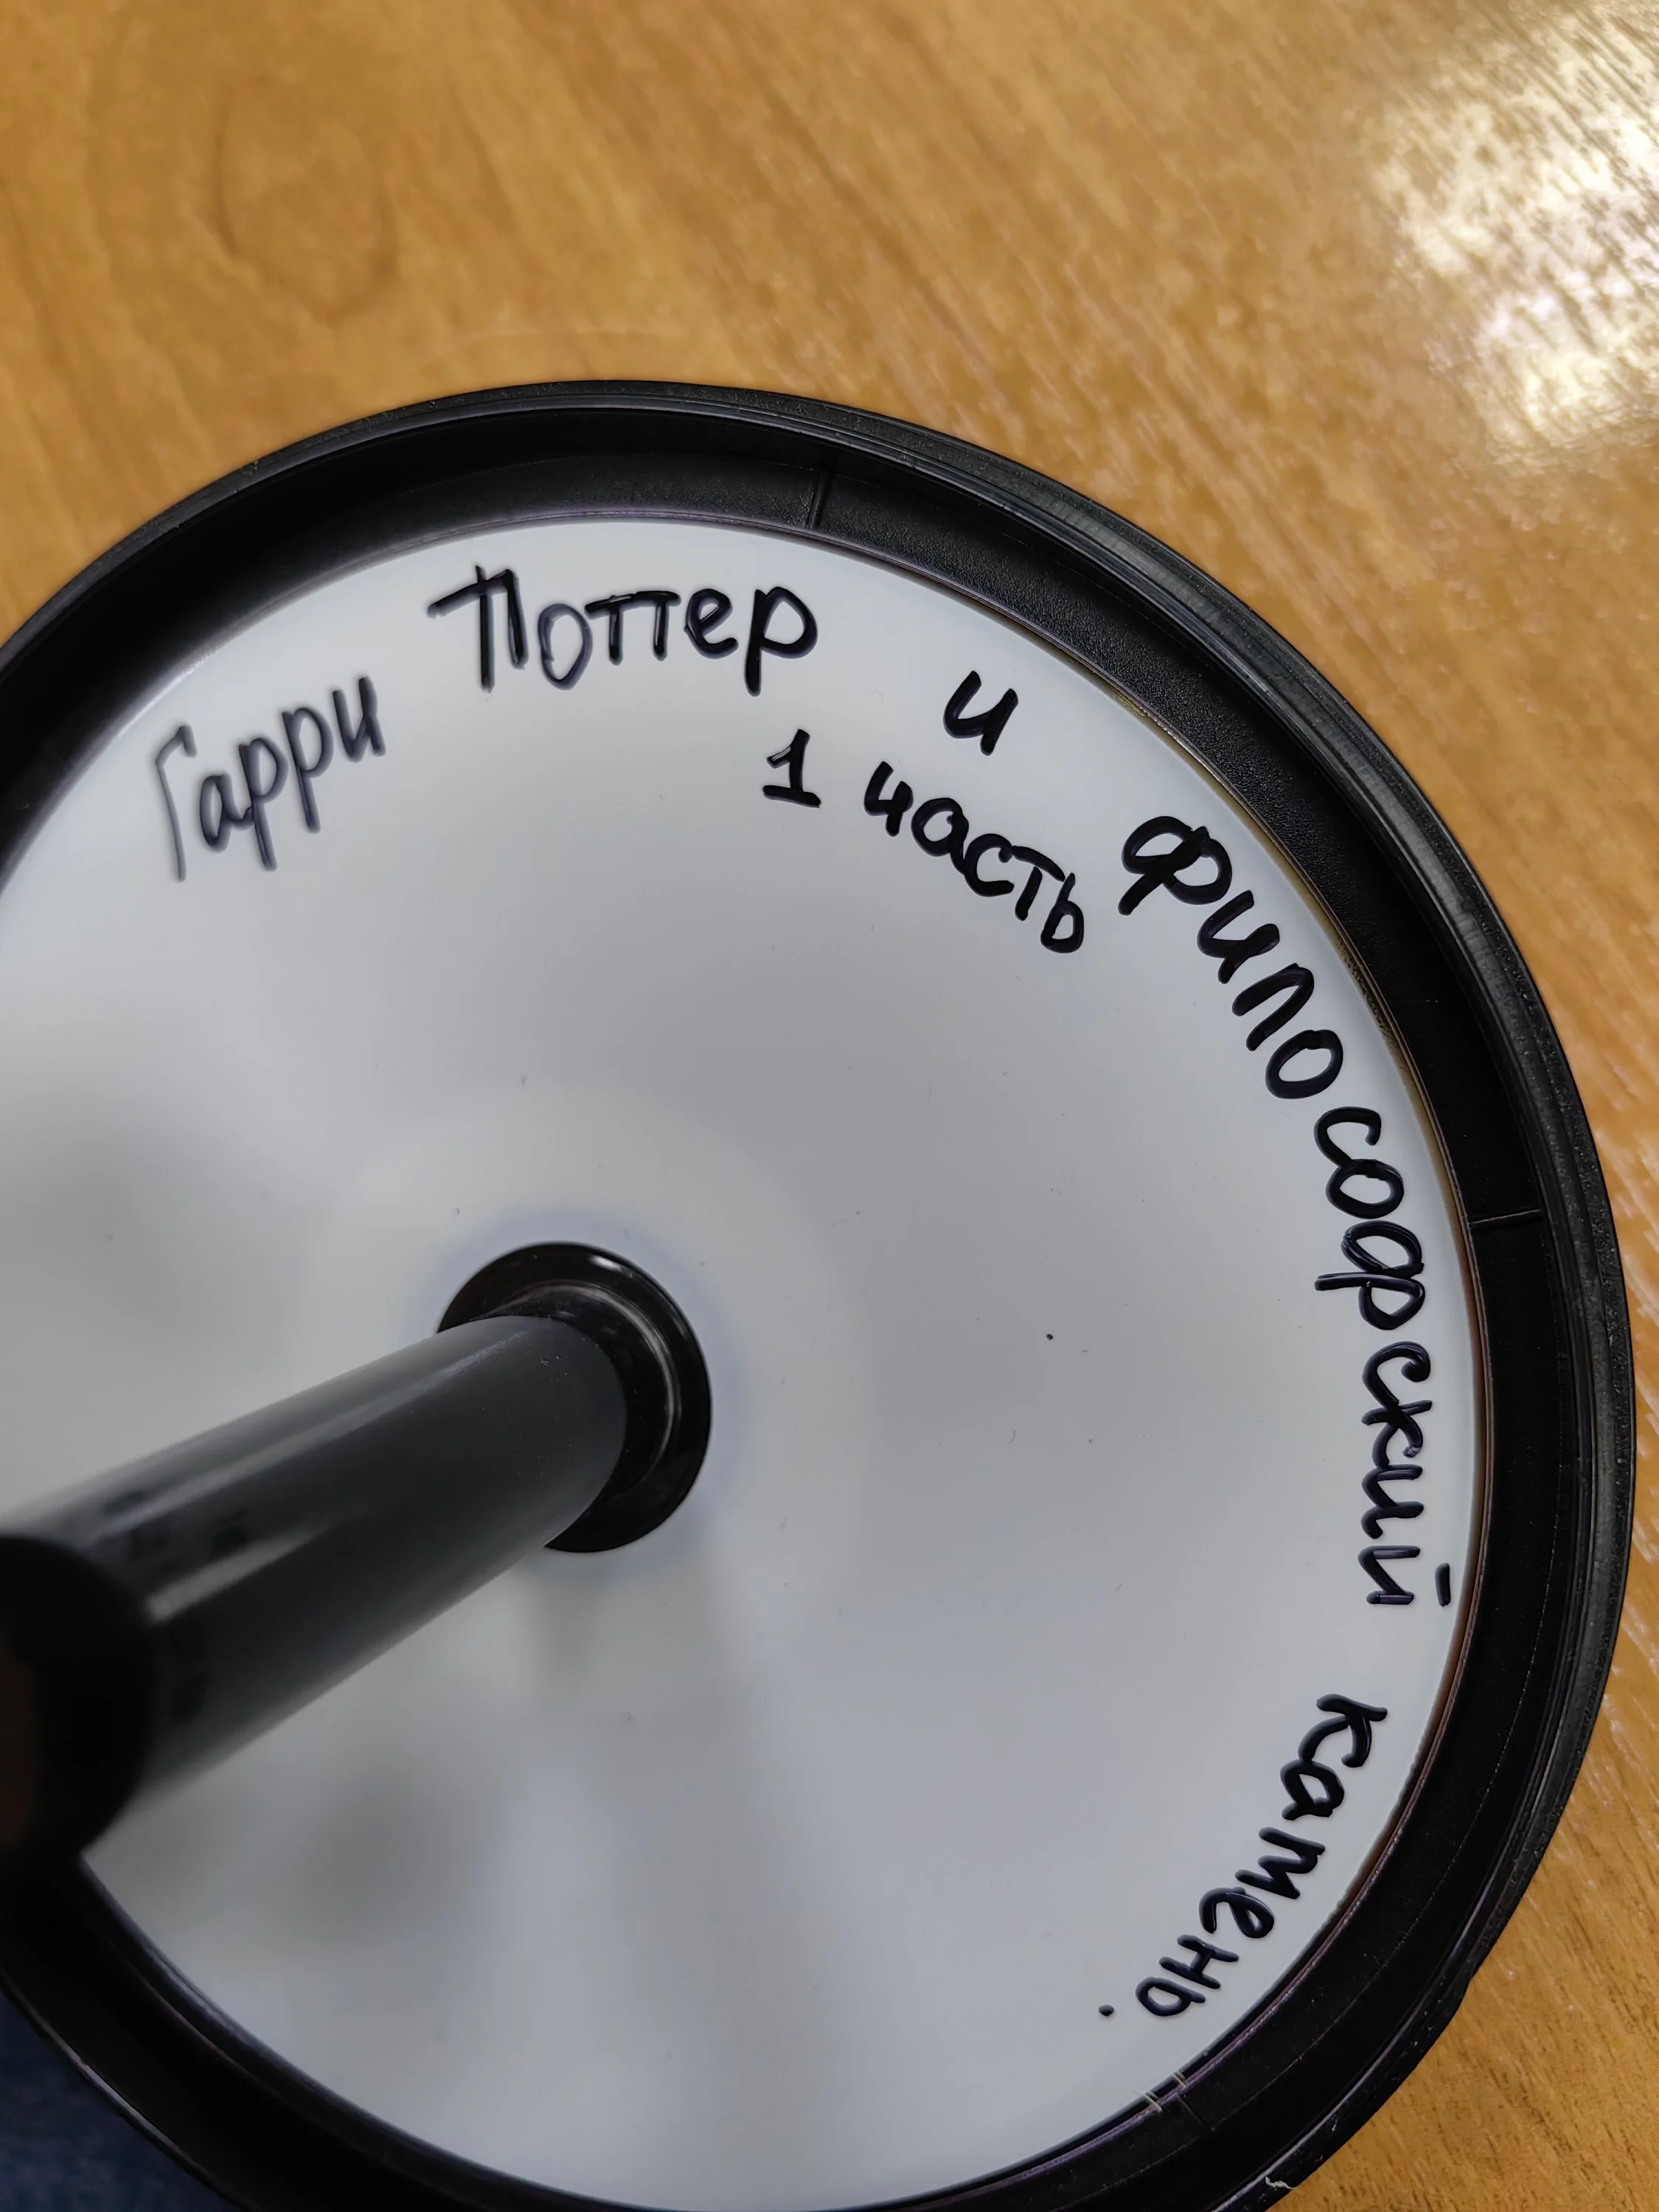 Гарри Поттер и философский камень.
1 часть